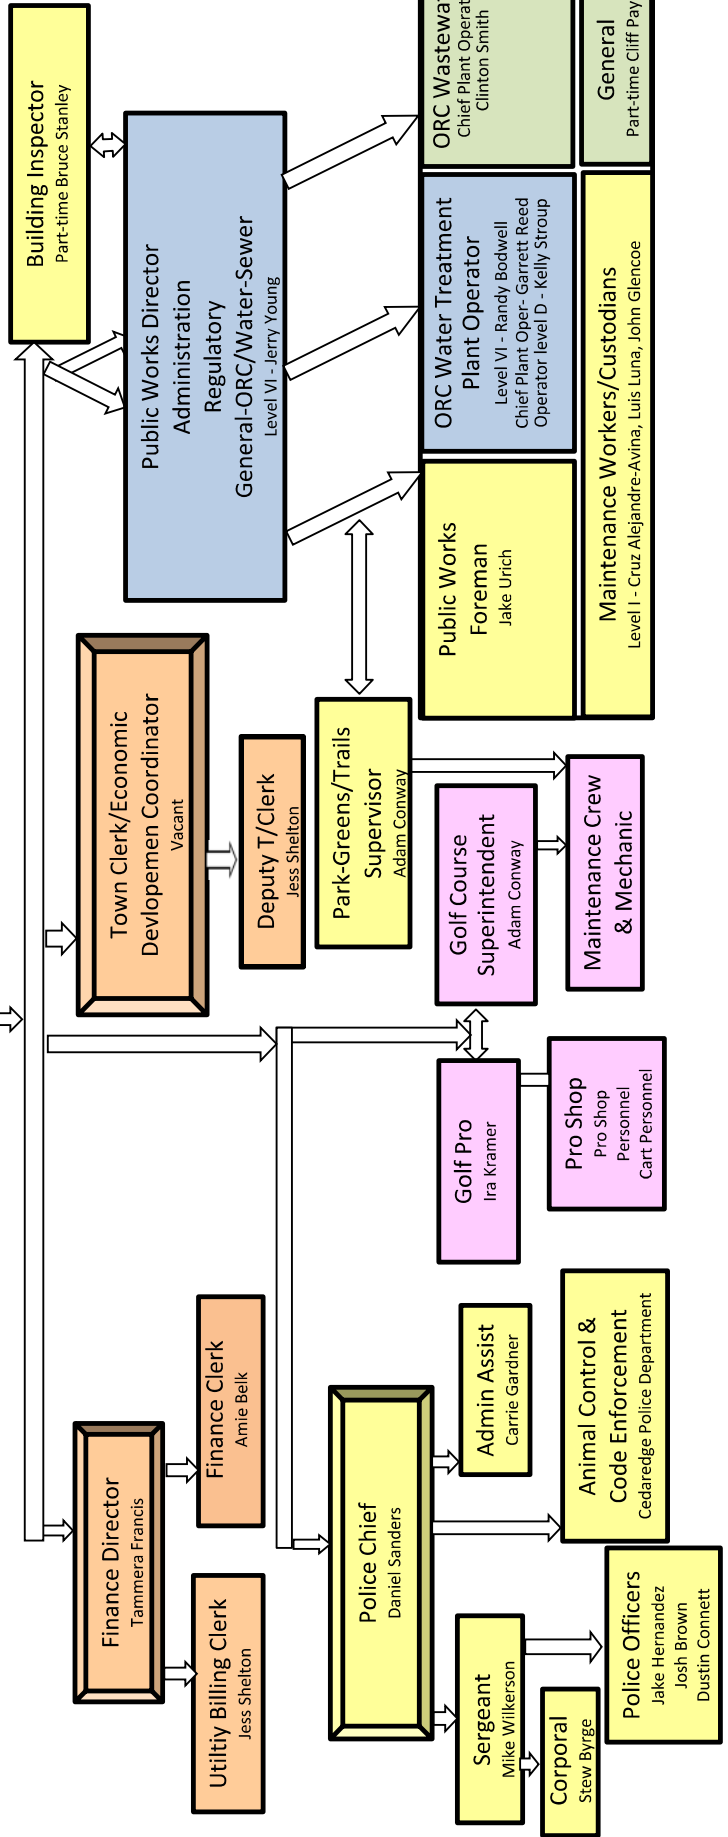 Building Inspector
Part-time Bruce Stanley
Public Works Director
Administration
Regulatory
General-ORC/Water-Sewer
Level VI - Jerry Young
Town Clerk/Economic
Devlopemen Coordinator
Vacant
Deputy T/Clerk
Jess Shelton
Finance Director
Tammera Francis
Utiltiy Billing Clerk
Jess Shelton
Finance Clerk
Amie Belk
Police Chief
Daniel Sanders
Sergeant
Mike Wilkerson
Corporal
Stew Byrge
Police Officers
Jake Hernandez
Josh Brown
Dustin Connett
Admin Assist
Carrie Gardner
Animal Control &
Code Enforcement
Cedaredge Police Department
Golf Pro
Ira Kramer
Pro Shop
Pro Shop
Personnel
Cart Personnel
Park-Greens/Trails
Supervisor
Adam Conway
Golf Course
Superintendent
Adam Conway
Maintenance Crew
& Mechanic
Public Works
Foreman
Jake Urich
ORC Water Treatment
Plant Operator
Level VI - Randy Bodwell
Chief Plant Oper- Garrett Reed
Operator level D - Kelly Stroup
ORC Wastewat
Chief Plant Operat
Clinton Smith
Maintenance Workers/Custodians
Level I - Cruz Alejandre-Avina, Luis Luna, John Glencoe
General
Part-time Cliff Pay